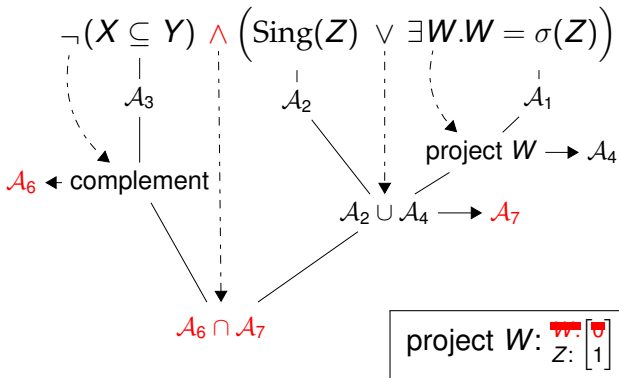 ¬(X ⊆ Y) ∧ (Sing(Z) ∨ ∃W.W = σ(Z))
A₃ A₂ A₁
project W A₄
A₆ complement
A₂ ∪ A₄ A₇
A₆ ∩ A₇
project W: W: [0
Z: 1]